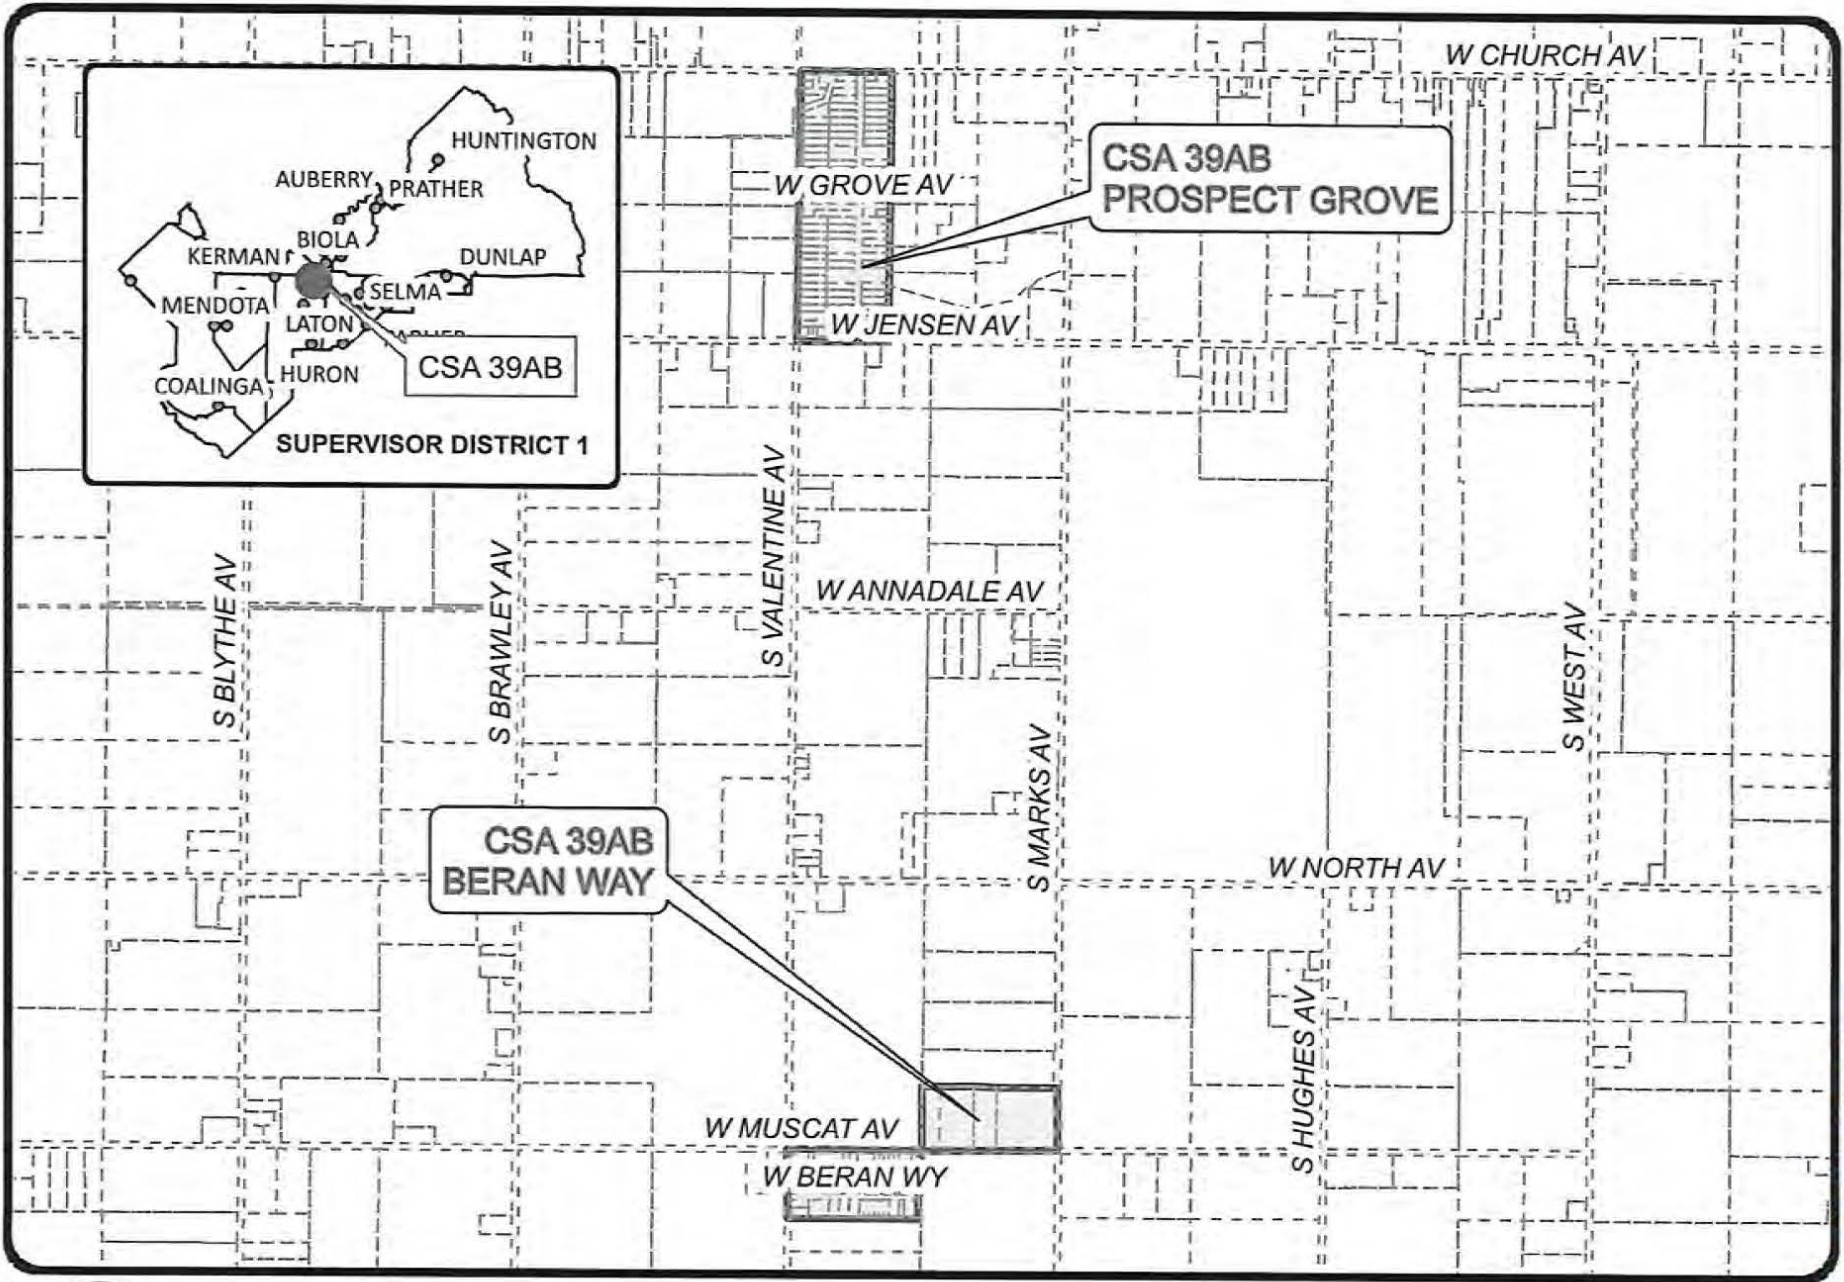 W CHURCH AV
HUNTINGTON
AUBERRY
PRATHER
CSA 39AB
PROSPECT GROVE
W GROVE AV
BIOLA
KERMAN
DUNLAP
MENDOTA
SELMA
LATON
W JENSEN AV
CSA 39AB
COALINGA
HURON
SUPERVISOR DISTRICT 1
S VALENTINE AV
S BLYTHE AV
S BRAWLEY AV
W ANNADALE AV
S WEST AV
S MARKS AV
CSA 39AB
BERAN WAY
W NORTH AV
S HUGHES AV
W MUSCAT AV
W BERAN WY